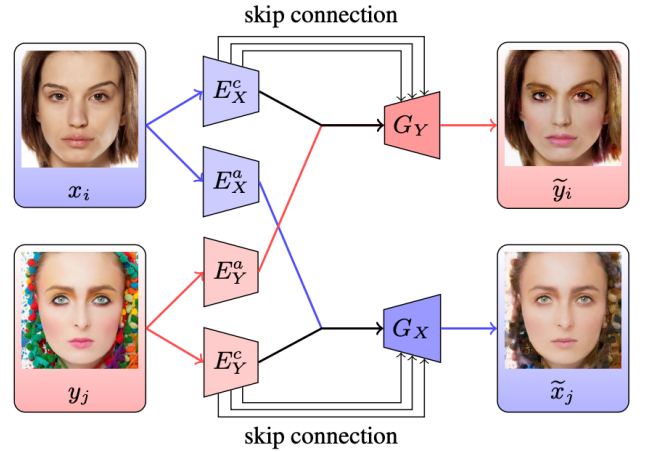 skip connection
E_X^c
G_Y
x_i
E_X^a
ỹ_i
E_Y^a
G_X
y_j
E_Y^c
x̃_j
skip connection